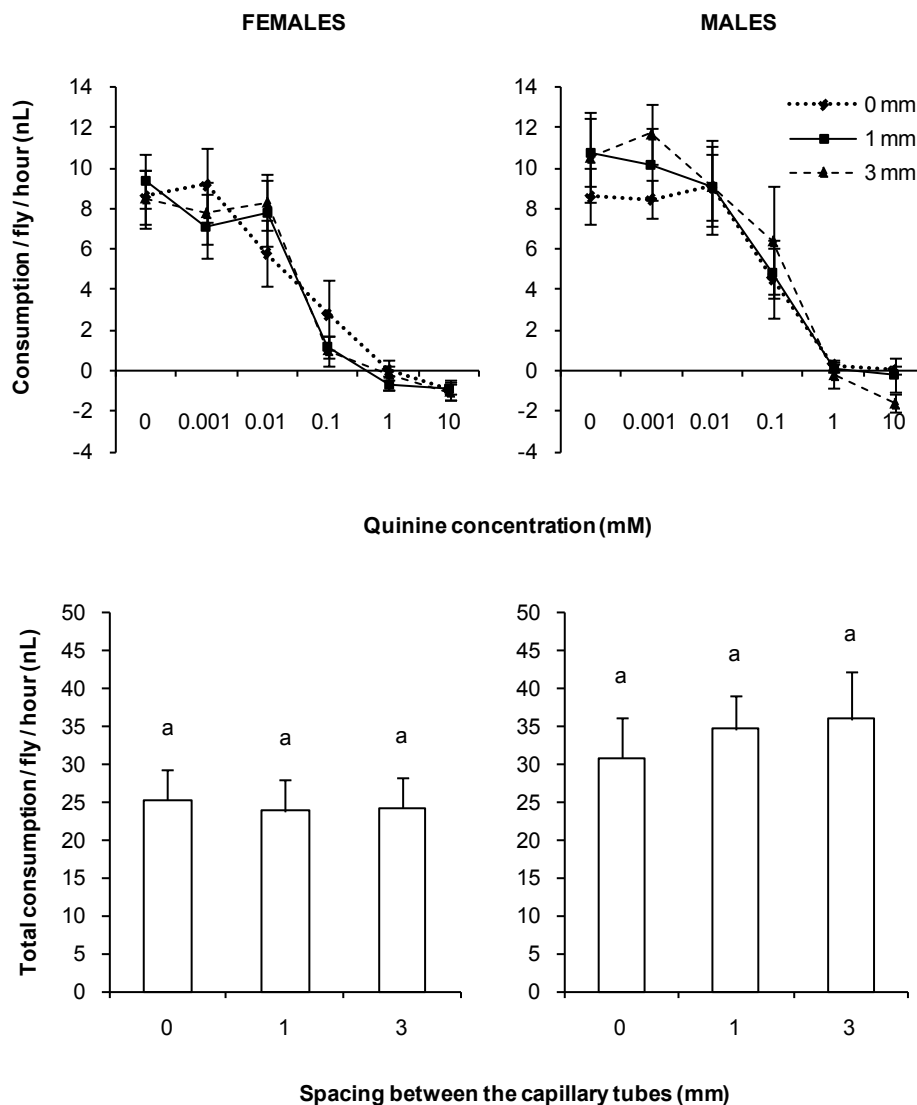 FEMALES
MALES
Consumption / fly / hour (nL)
14
12
10
8
6
4
2
0
-2
-4
0 0.001 0.01 0.1 1 10
14
12
10
8
6
4
2
0
-2
-4
0 0.001 0.01 0.1 1 10
0 mm
1 mm
3 mm
Quinine concentration (mM)
Total consumption / fly / hour (nL)
50
45
40
35
30
25
20
15
10
5
0
a a a
0 1 3
50
45
40
35
30
25
20
15
10
5
0
a a a
0 1 3
Spacing between the capillary tubes (mm)